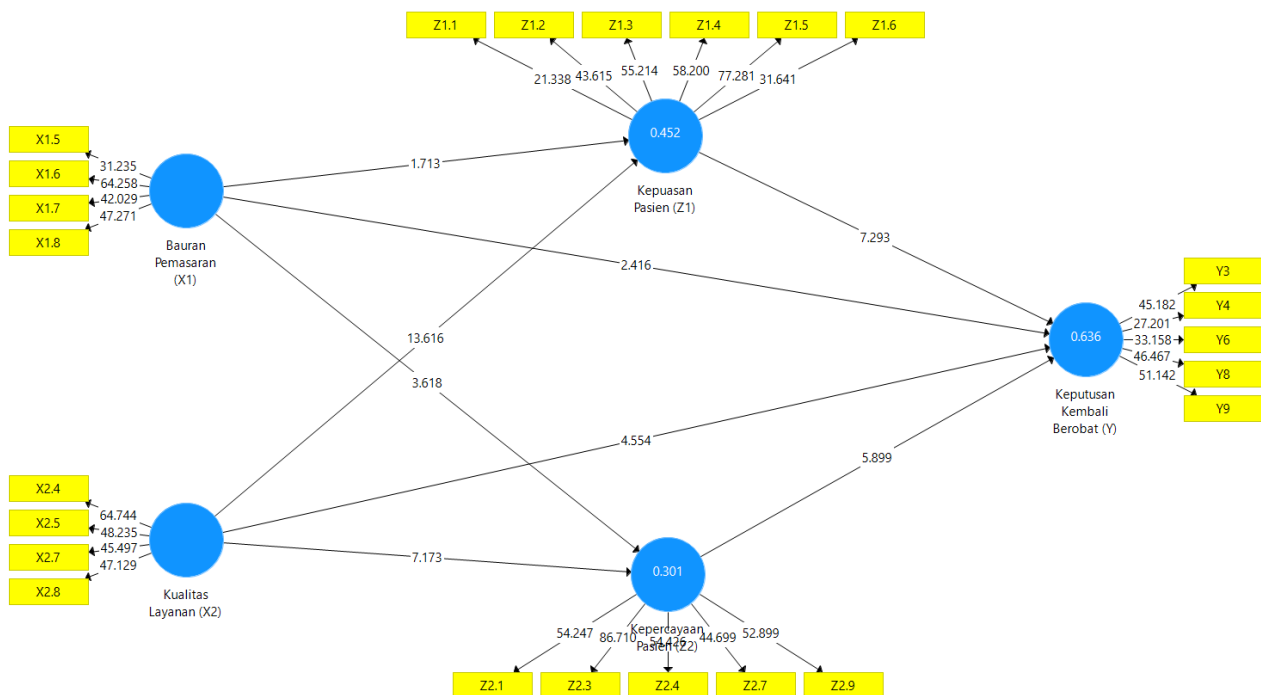 Z1.1 Z1.2 Z1.3 Z1.4 Z1.5 Z1.6
21.338 43.615 55.214 58.200 77.281 31.641
0.452
Kepuasan
Pasien (Z1)
X1.5
X1.6
X1.7
X1.8
31.235
64.258
42.029
47.271
Bauran
Pemasaran
(X1)
1.713
2.416
7.293
13.616
3.618
4.554
5.899
7.173
0.636
Keputusan
Kembali
Berobat (Y)
45.182
27.201
33.158
46.467
51.142
Y3
Y4
Y6
Y8
Y9
X2.4
X2.5
X2.7
X2.8
64.744
48.235
45.497
47.129
Kualitas
Layanan (X2)
0.301
Kepercayaan
Pasien (Z2)
54.247 86.710 54.426 44.699 52.899
Z2.1 Z2.3 Z2.4 Z2.7 Z2.9